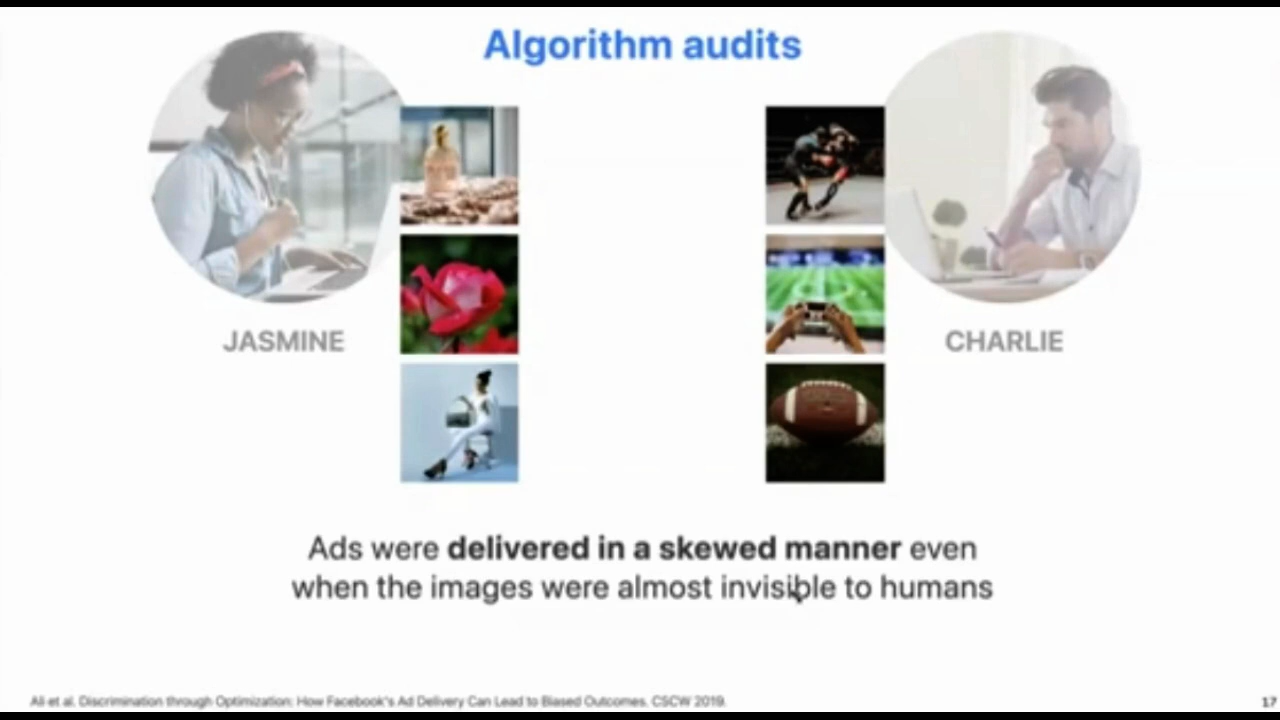 Algorithm audits
JASMINE
CHARLIE
Ads were delivered in a skewed manner even
when the images were almost invisible to humans
Ali et al. Discrimination through Optimization: How Facebook's Ad Delivery Can Lead to Biased Outcomes. CSCW 2019.
17